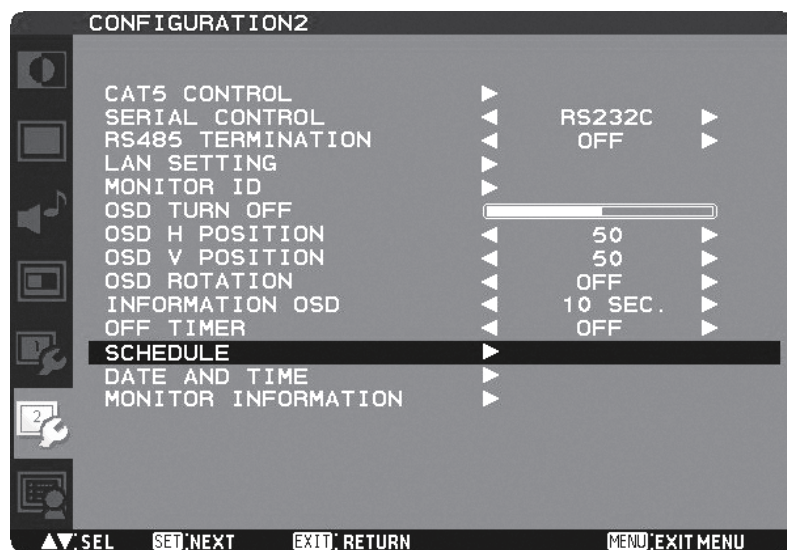 CONFIGURATION2
CAT5 CONTROL
SERIAL CONTROL RS232C
RS485 TERMINATION OFF
LAN SETTING
MONITOR ID
OSD TURN OFF
OSD H POSITION 50
OSD V POSITION 50
OSD ROTATION OFF
INFORMATION OSD 10 SEC.
OFF TIMER OFF
1
SCHEDULE
DATE AND TIME
MONITOR INFORMATION
2
▲▼:SEL SET:NEXT EXIT: RETURN MENU:EXIT MENU